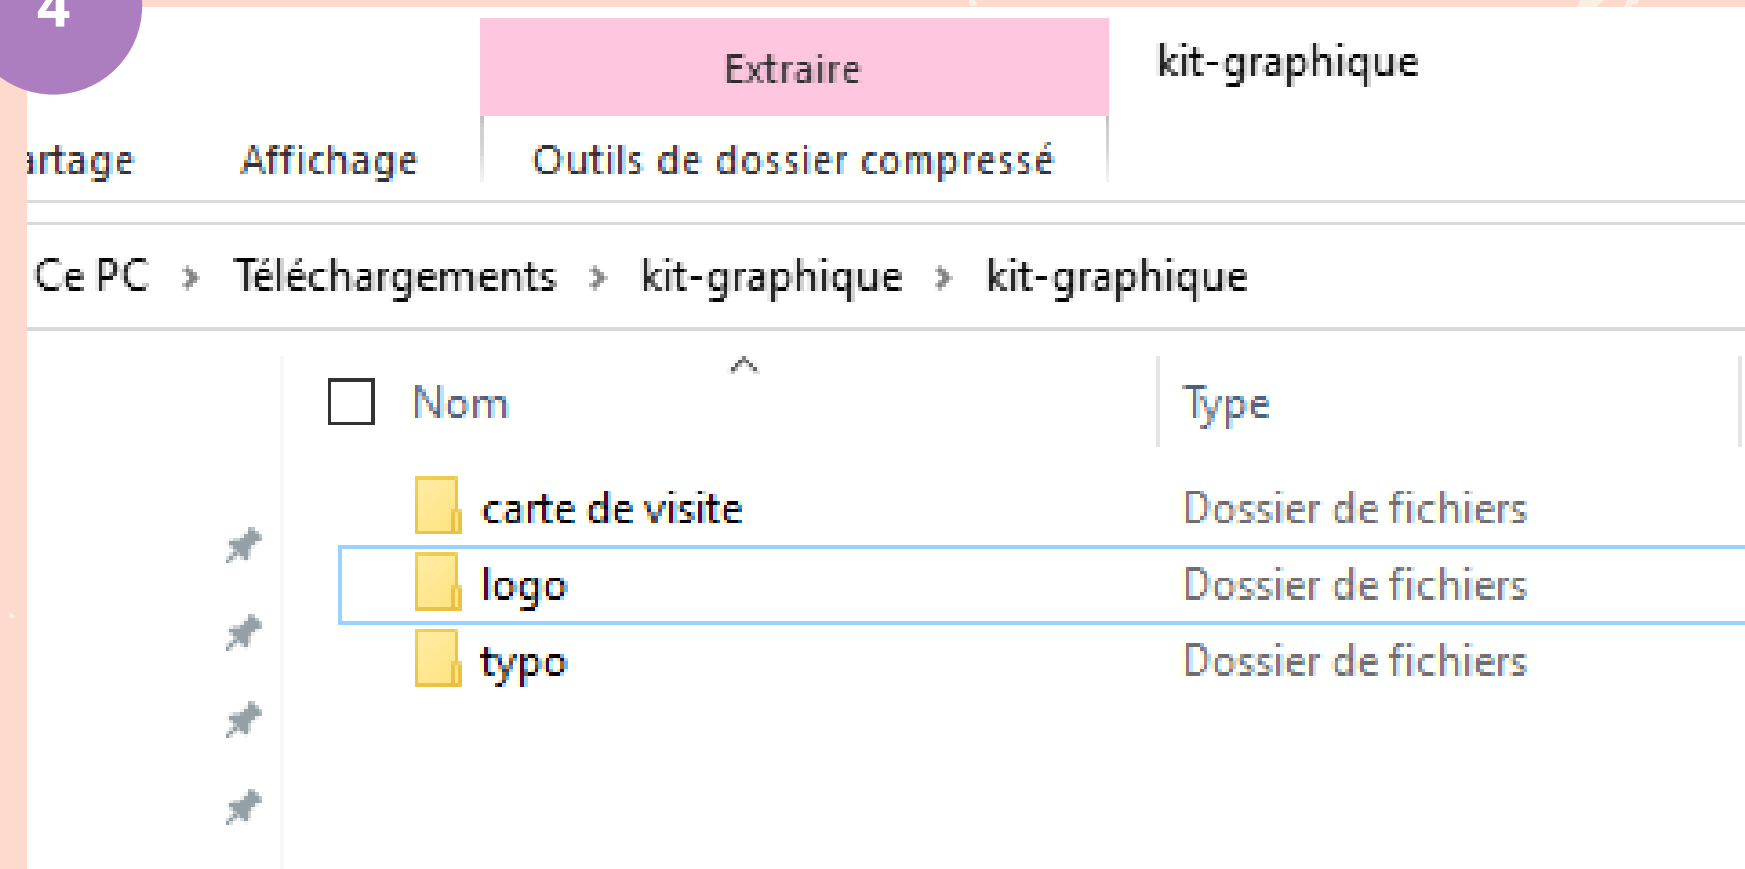 4
Extraire
kit-graphique
artage
Affichage
Outils de dossier compressé
Ce PC > Téléchargements > kit-graphique > kit-graphique
Nom
Type
carte de visite
Dossier de fichiers
logo
Dossier de fichiers
typo
Dossier de fichiers